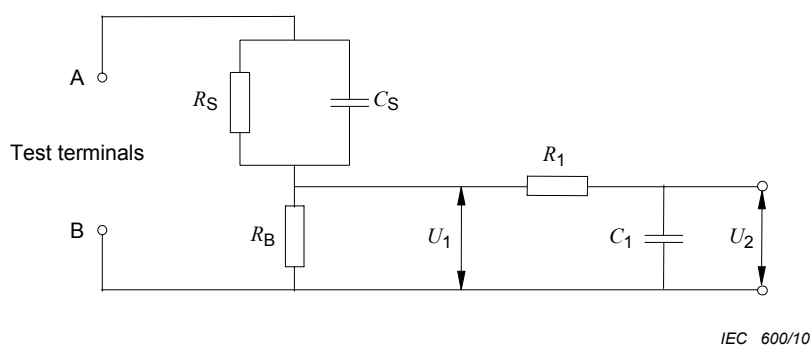 A
RS
CS
Test terminals
R1
B
RB
U1
C1
U2
IEC 600/10